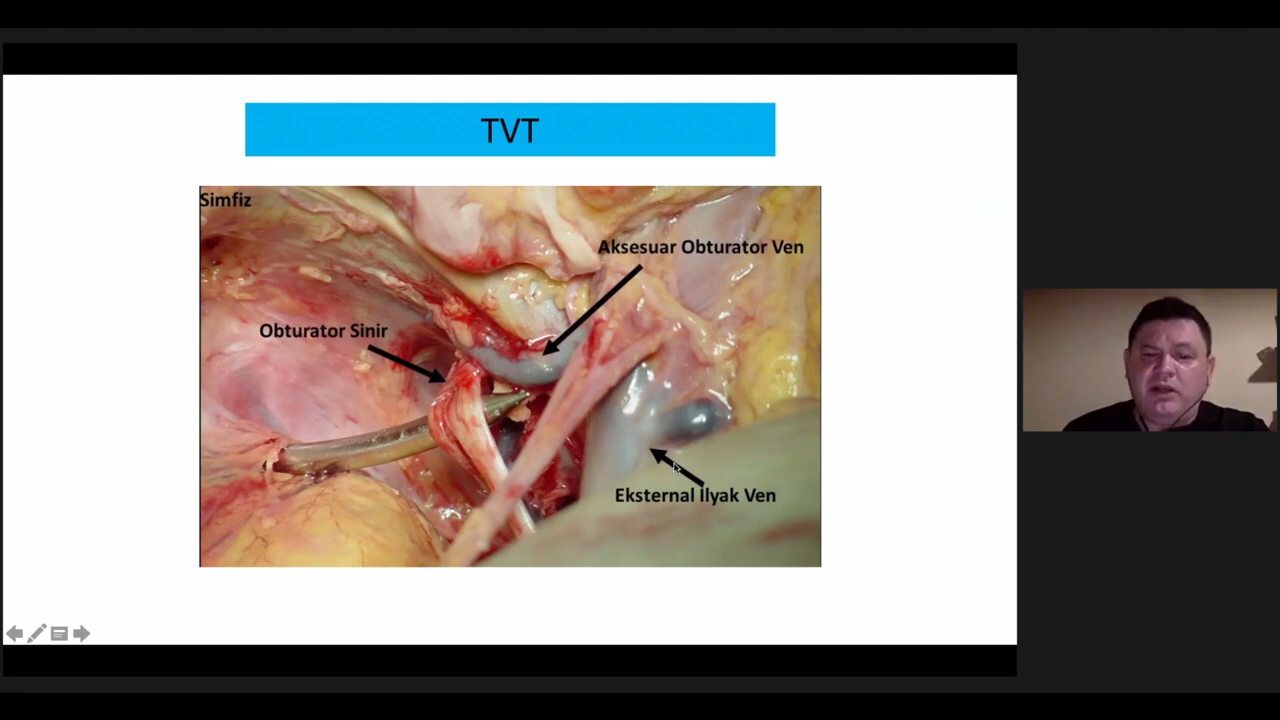 TVT
Simfiz
Aksesuar Obturator Ven
Obturator Sinir
Eksternal İlyak Ven